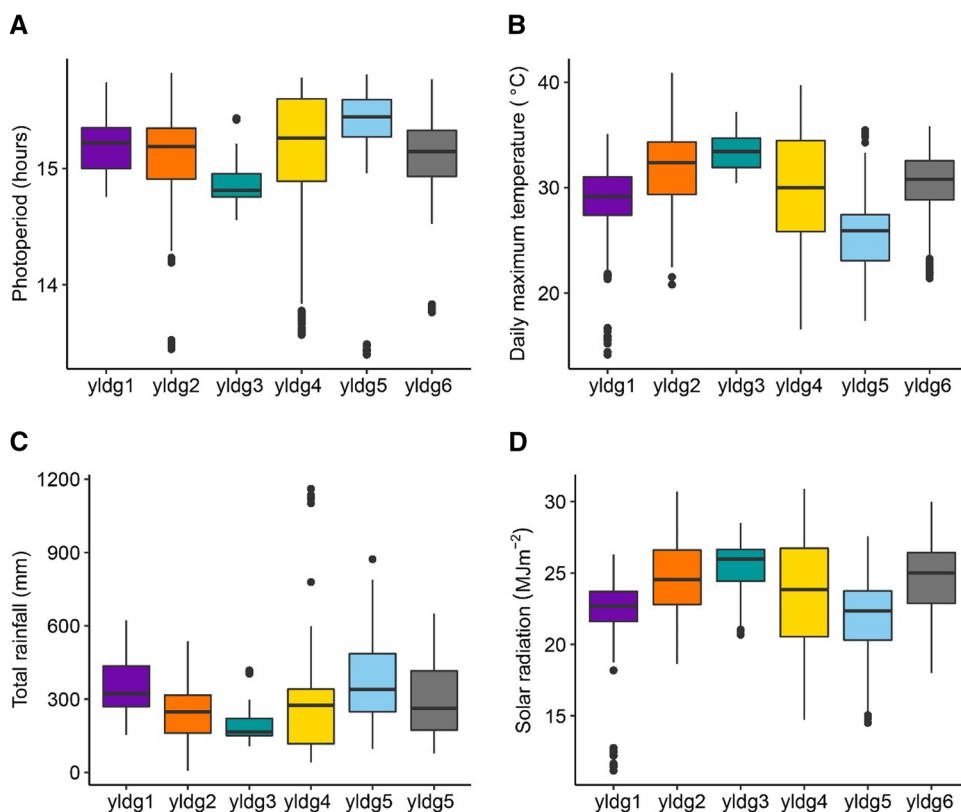 A
Photoperiod (hours)
15
14
yldg1 yldg2 yldg3 yldg4 yldg5 yldg6
B
Daily maximum temperature ( °C)
40
30
20
yldg1 yldg2 yldg3 yldg4 yldg5 yldg6
C
Total rainfall (mm)
1200
900
600
300
0
yldg1 yldg2 yldg3 yldg4 yldg5 yldg5
D
Solar radiation (MJm⁻²)
30
25
20
15
yldg1 yldg2 yldg3 yldg4 yldg5 yldg6